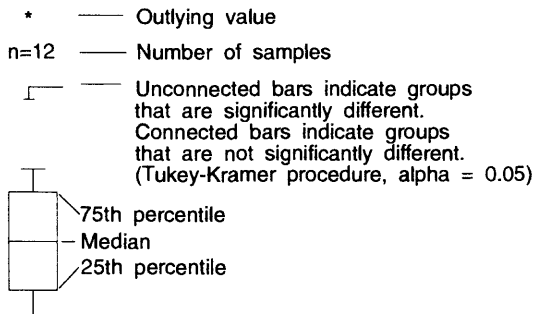 * Outlying value
n=12 Number of samples
Unconnected bars indicate groups
that are significantly different.
Connected bars indicate groups
that are not significantly different.
(Tukey-Kramer procedure, alpha = 0.05)
75th percentile
Median
25th percentile